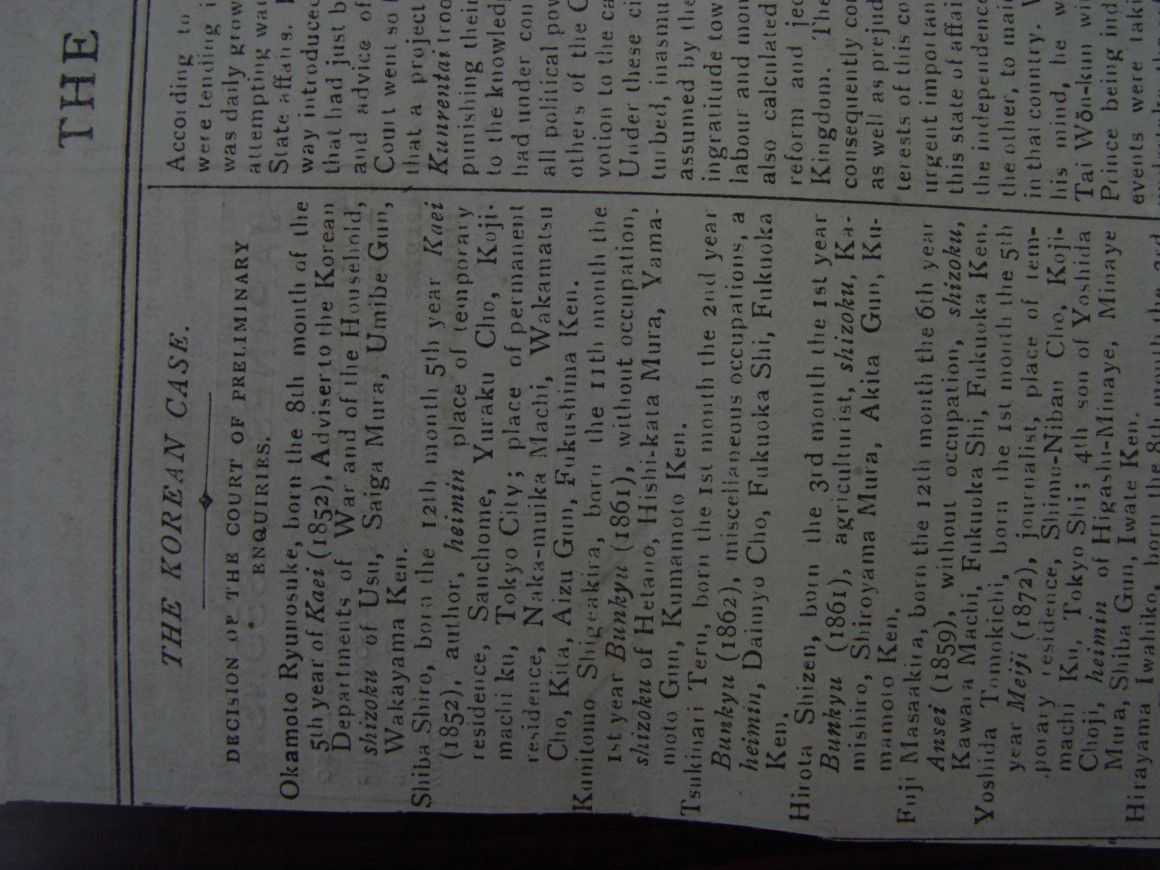 THE
THE KOREAN CASE.
DECISION OF THE COURT OF PRELIMINARY
ENQUIRIES.
Okamoto Ryunosuke, born the 8th month of the
5th year of Kaei (1852), Adviser to the Korean
Departments of War and of the Household,
shizoku of Usu, Saiga Mura, Umibe Gun,
Wakayama Ken.
Shiba Shiro, born the 12th month 5th year Kaei
(1852), author, heimin place of temporary
residence, Sanchome, Yuraku Cho, Koji-
machi ku, Tokyo City; place of permanent
residence, Naka-muika Machi, Wakamatsu
Cho, Kita, Aizu Gun, Fukushima Ken.
Kunitomo Shigeakira, born the 11th month the
1st year Bunkyu (1861), without occupation,
shizoku of Hetano, Hishi-kata Mura, Yama-
moto Gun, Kumamoto Ken.
Tsukinari Teru, born the 1st month the 2nd year
Bunkyu (1862), miscellaneous occupations, a
heimin, Daimyo Cho, Fukuoka Shi, Fukuoka
Ken.
Hirota Shizen, born the 3rd month the 1st year
Bunkyu (1861), agriculturist, shizoku, Ka-
mishiro, Shiroyama Mura, Akita Gun, Ku-
mamoto Ken.
Fuji Masakira, born the 12th month the 6th year
Ansei (1859), without occupation, shizoku,
Kawara Machi, Fukuoka Shi, Fukuoka Ken.
Yoshida Tomokichi, born the 1st month the 5th
year Meiji (1872), journalist, place of tem-
porary residence, Shimo-Niban Cho, Koji-
machi Ku, Tokyo Shi; 4th son of Yoshida
Choji, heimin of Higashi-Minaye, Minaye
Mura, Shiba Gun, Iwate Ken.
Hirayama Iwahiko, born the 8th month the 3rd
According to
were tending i
was daily grow
attempting wa
State affairs.
way introduced
that had just b
and advice of
Court went so
that a project
Kunrentai troo
punishing thei
to the knowled
had under con
all political pow
others of the C
votion to the ca
Under these ci
turbed, inasmu
assumed by the
ingratitude tow
labour and mon
also calculated
reform and jeo
Kingdom. The
consequently co
as well as prejud
terests of this co
urgent importan
this state of affai
the independence
the other, to mai
in that country.
his mind, he w
Tai Wŏn-kun wi
Prince being ind
events were taki